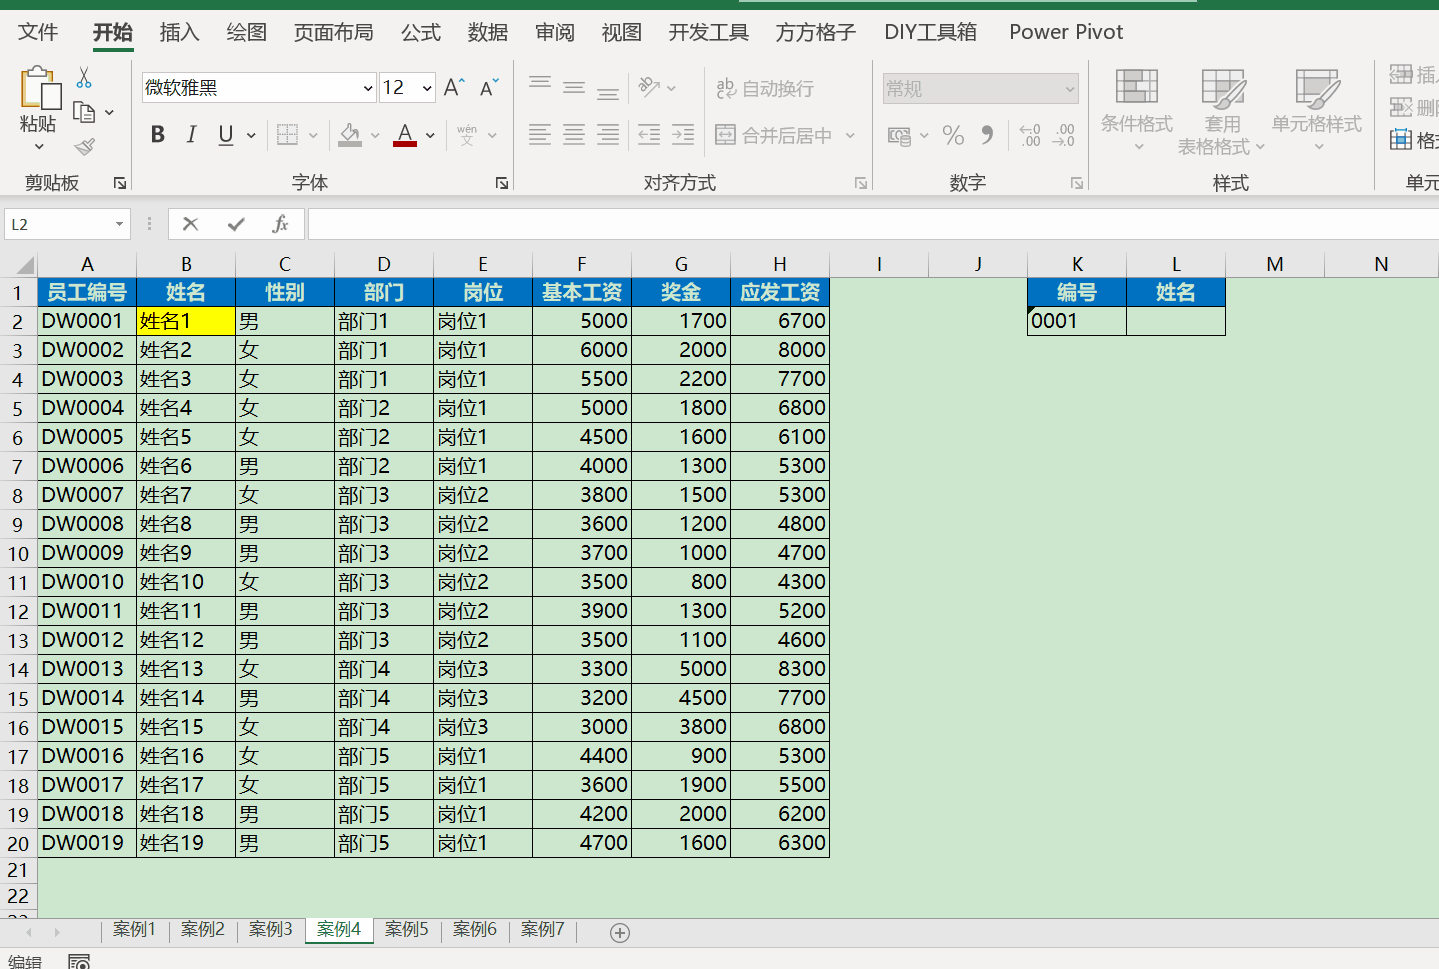 文件 开始 插入 绘图 页面布局 公式 数据 审阅 视图 开发工具 方方格子 DIY工具箱 Power Pivot
微软雅黑 12 A A ab 自动换行 常规
粘贴 B I U A wén 文 合并后居中 % 条件格式 套用 表格格式 单元格样式
剪贴板 字体 对齐方式 数字 样式 单元
L2 fx
A B C D E F G H I J K L M N
1 员工编号 姓名 性别 部门 岗位 基本工资 奖金 应发工资 编号 姓名
2 DW0001 姓名1 男 部门1 岗位1 5000 1700 6700 0001
3 DW0002 姓名2 女 部门1 岗位1 6000 2000 8000
4 DW0003 姓名3 女 部门1 岗位1 5500 2200 7700
5 DW0004 姓名4 女 部门2 岗位1 5000 1800 6800
6 DW0005 姓名5 女 部门2 岗位1 4500 1600 6100
7 DW0006 姓名6 男 部门2 岗位1 4000 1300 5300
8 DW0007 姓名7 女 部门3 岗位2 3800 1500 5300
9 DW0008 姓名8 男 部门3 岗位2 3600 1200 4800
10 DW0009 姓名9 男 部门3 岗位2 3700 1000 4700
11 DW0010 姓名10 女 部门3 岗位2 3500 800 4300
12 DW0011 姓名11 男 部门3 岗位2 3900 1300 5200
13 DW0012 姓名12 男 部门3 岗位2 3500 1100 4600
14 DW0013 姓名13 女 部门4 岗位3 3300 5000 8300
15 DW0014 姓名14 男 部门4 岗位3 3200 4500 7700
16 DW0015 姓名15 女 部门4 岗位3 3000 3800 6800
17 DW0016 姓名16 女 部门5 岗位1 4400 900 5300
18 DW0017 姓名17 女 部门5 岗位1 3600 1900 5500
19 DW0018 姓名18 男 部门5 岗位1 4200 2000 6200
20 DW0019 姓名19 男 部门5 岗位1 4700 1600 6300
21
22
案例1 案例2 案例3 案例4 案例5 案例6 案例7
编辑